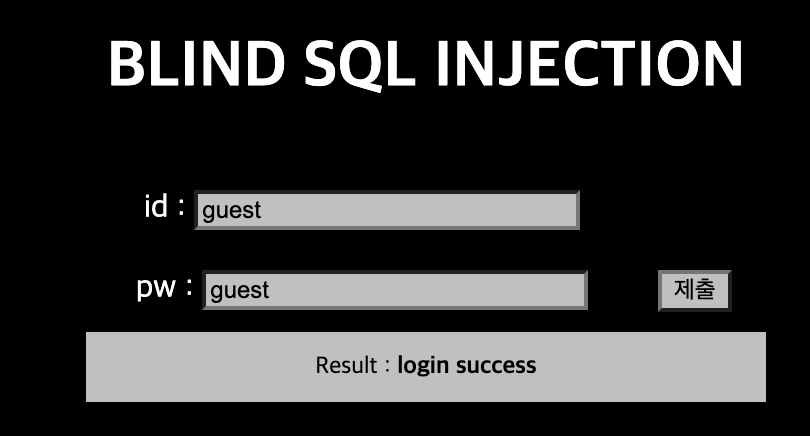 BLIND SQL INJECTION
id : guest
pw : guest 제출
Result : login success